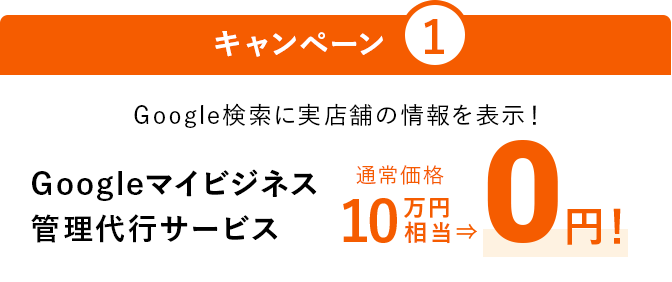 キャンペーン 1
Google検索に実店舗の情報を表示！
Googleマイビジネス
管理代行サービス
通常価格
10万円相当⇒0円！